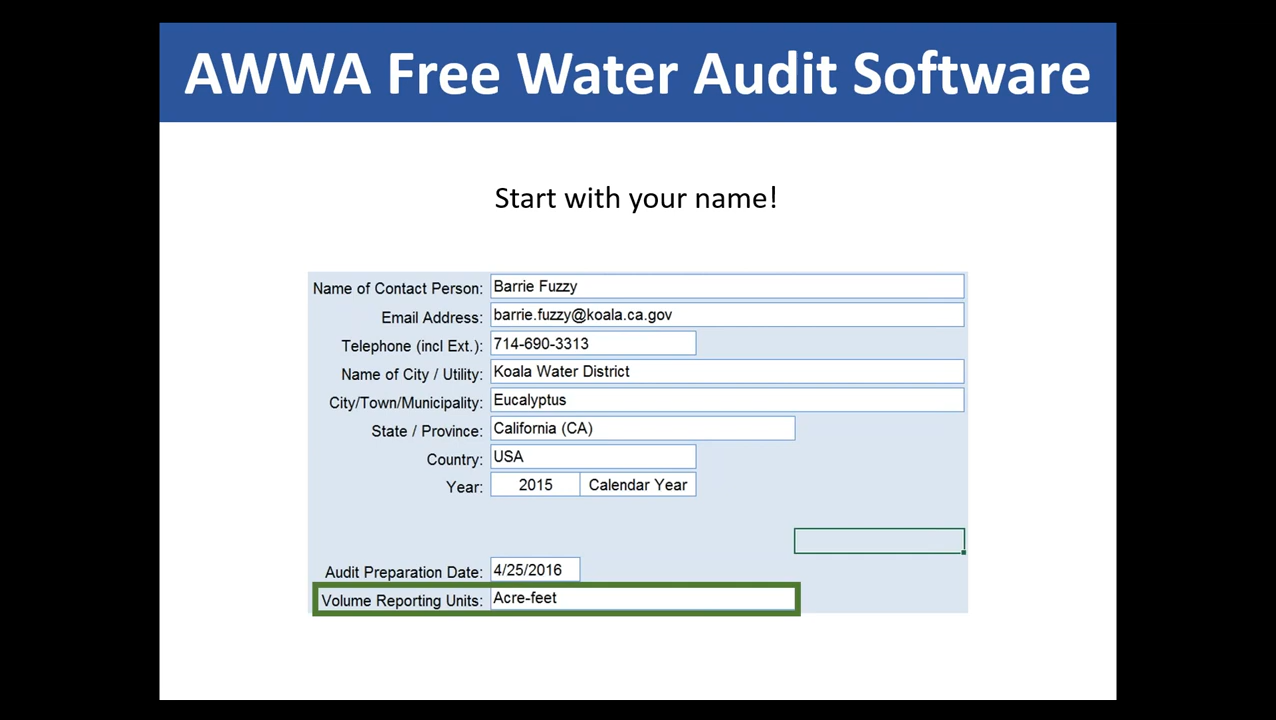 AWWA Free Water Audit Software
Start with your name!
Name of Contact Person: Barrie Fuzzy
Email Address: barrie.fuzzy@koala.ca.gov
Telephone (incl Ext.): 714-690-3313
Name of City / Utility: Koala Water District
City/Town/Municipality: Eucalyptus
State / Province: California (CA)
Country: USA
Year: 2015 Calendar Year
Audit Preparation Date: 4/25/2016
Volume Reporting Units: Acre-feet